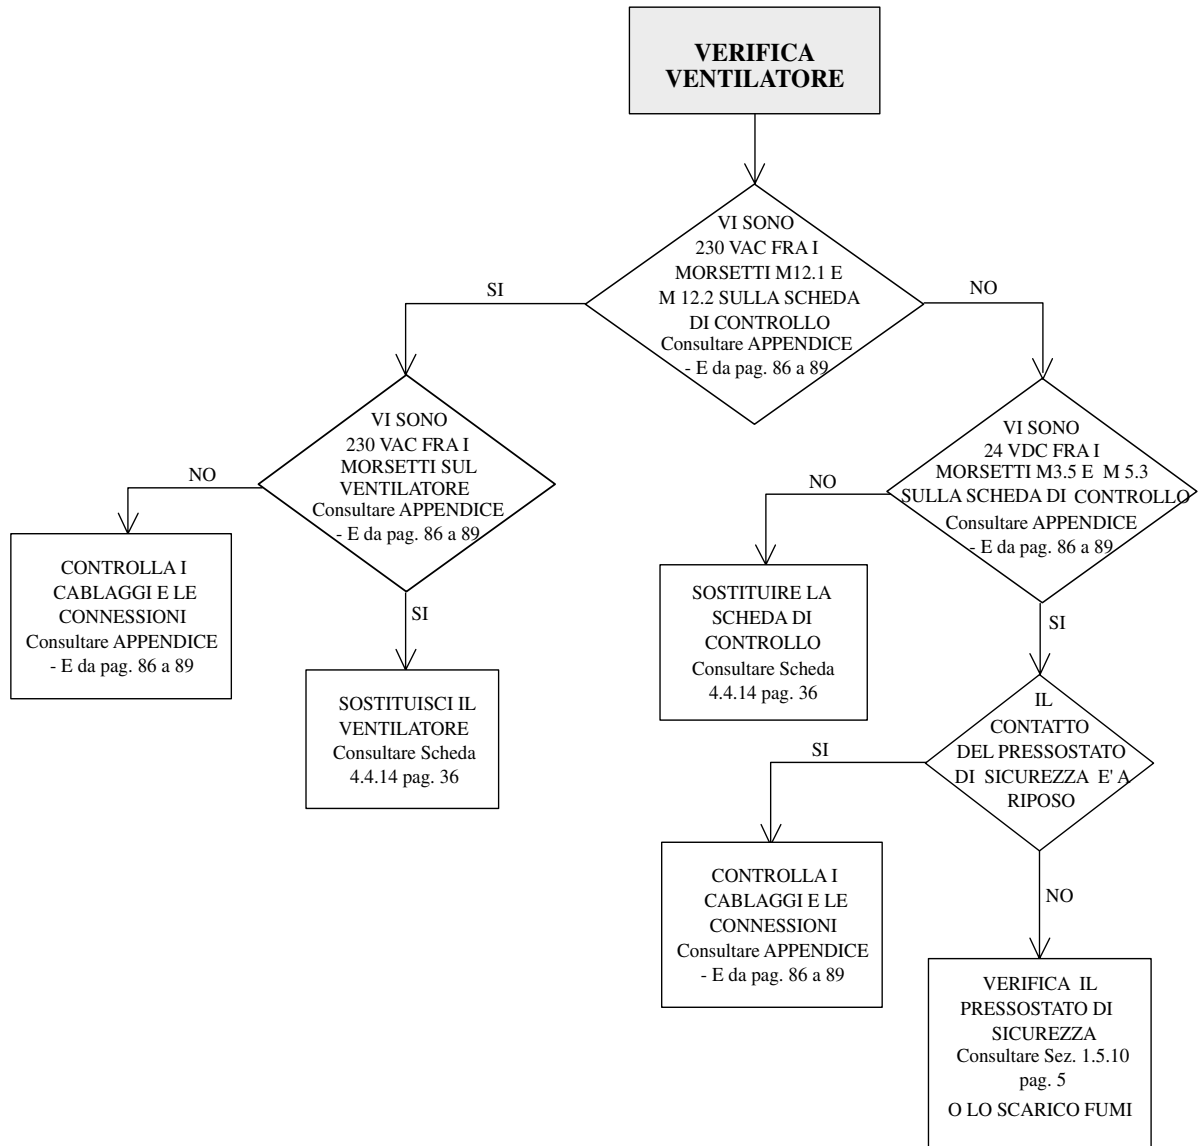 VERIFICA
VENTILATORE
VI SONO
230 VAC FRA I
MORSETTI M12.1 E
M 12.2 SULLA SCHEDA
DI CONTROLLO
Consultare APPENDICE
- E da pag. 86 a 89
SI
NO
VI SONO
230 VAC FRA I
MORSETTI SUL
VENTILATORE
Consultare APPENDICE
- E da pag. 86 a 89
NO
CONTROLLA I
CABLAGGI E LE
CONNESSIONI
Consultare APPENDICE
- E da pag. 86 a 89
SI
SOSTITUISCI IL
VENTILATORE
Consultare Scheda
4.4.14 pag. 36
VI SONO
24 VDC FRA I
MORSETTI M3.5 E M 5.3
SULLA SCHEDA DI CONTROLLO
Consultare APPENDICE
- E da pag. 86 a 89
NO
SOSTITUIRE LA
SCHEDA DI
CONTROLLO
Consultare Scheda
4.4.14 pag. 36
SI
IL
CONTATTO
DEL PRESSOSTATO
DI SICUREZZA E' A
RIPOSO
SI
CONTROLLA I
CABLAGGI E LE
CONNESSIONI
Consultare APPENDICE
- E da pag. 86 a 89
NO
VERIFICA IL
PRESSOSTATO DI
SICUREZZA
Consultare Sez. 1.5.10
pag. 5
O LO SCARICO FUMI